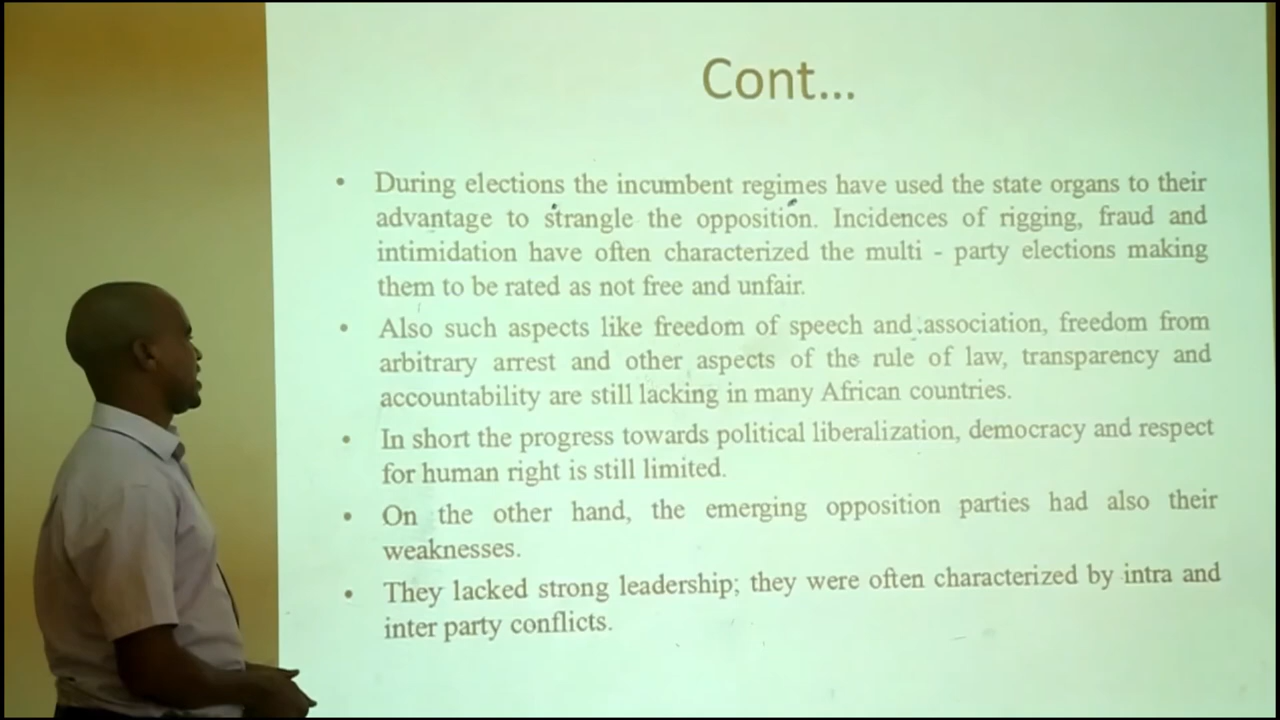 Cont...
• During elections the incumbent regimes have used the state organs to their
advantage to strangle the opposition. Incidences of rigging, fraud and
intimidation have often characterized the multi - party elections making
them to be rated as not free and unfair.
• Also such aspects like freedom of speech and association, freedom from
arbitrary arrest and other aspects of the rule of law, transparency and
accountability are still lacking in many African countries.
• In short the progress towards political liberalization, democracy and respect
for human right is still limited.
• On the other hand, the emerging opposition parties had also their
weaknesses.
• They lacked strong leadership; they were often characterized by intra and
inter party conflicts.